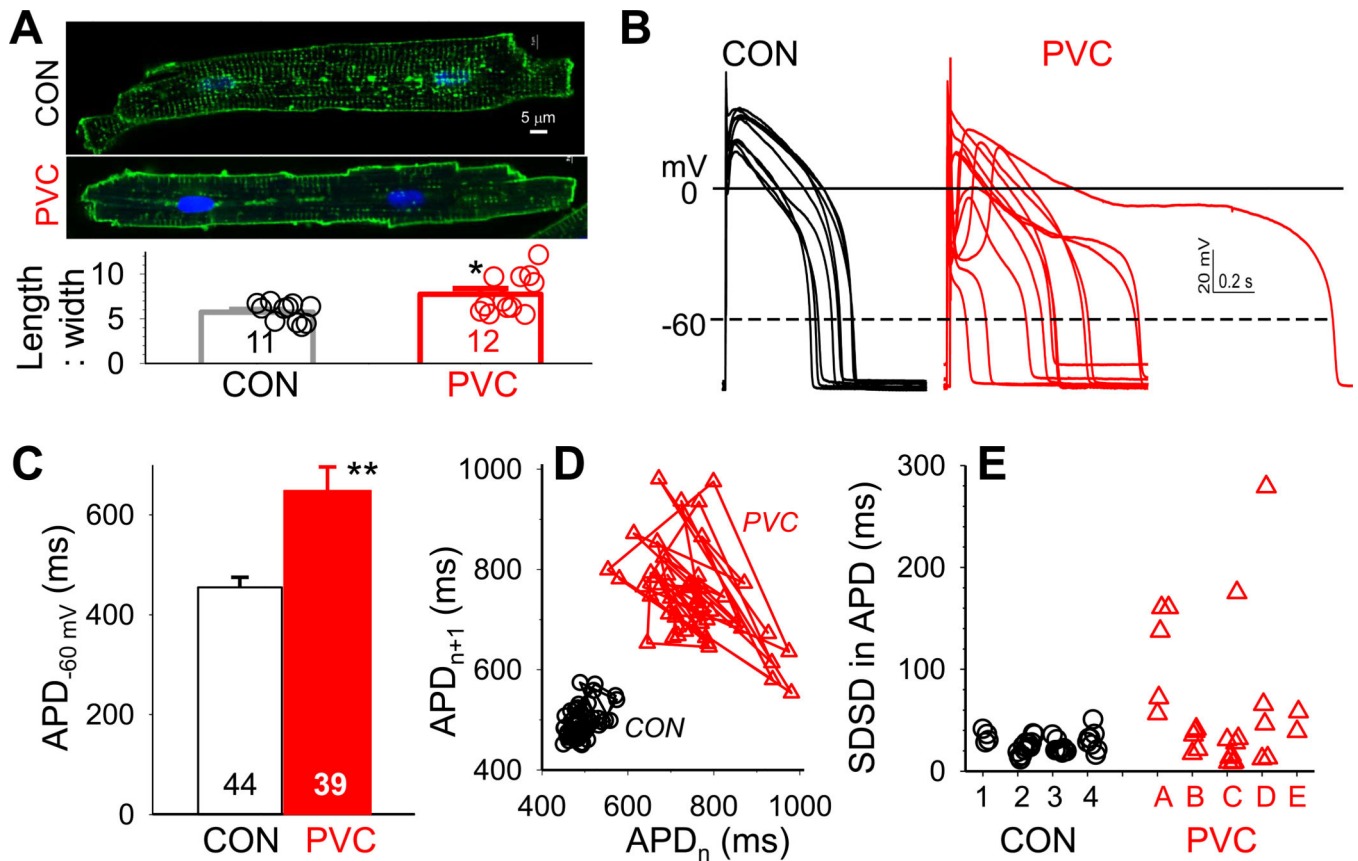 A
CON
5 μm
PVC
Length
: width
10
5
0
*
11
12
CON
PVC
B
CON
PVC
mV
0
-60
20 mV
0.2 s
C
APD-60 mV (ms)
600
400
200
0
**
44
39
CON
PVC
D
APDn+1 (ms)
1000
800
600
400
PVC
CON
400
600
800
1000
APDn (ms)
E
SDSD in APD (ms)
300
200
100
0
1
2
3
4
A
B
C
D
E
CON
PVC